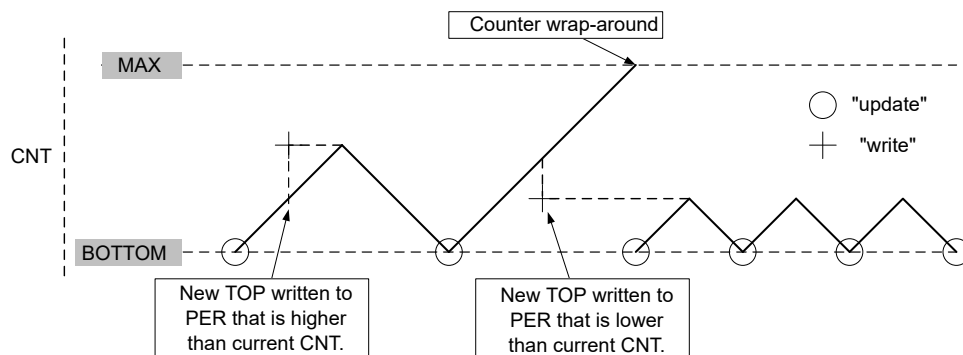 Counter wrap-around
MAX
"update"
"write"
CNT
BOTTOM
New TOP written to
PER that is higher
than current CNT.
New TOP written to
PER that is lower
than current CNT.